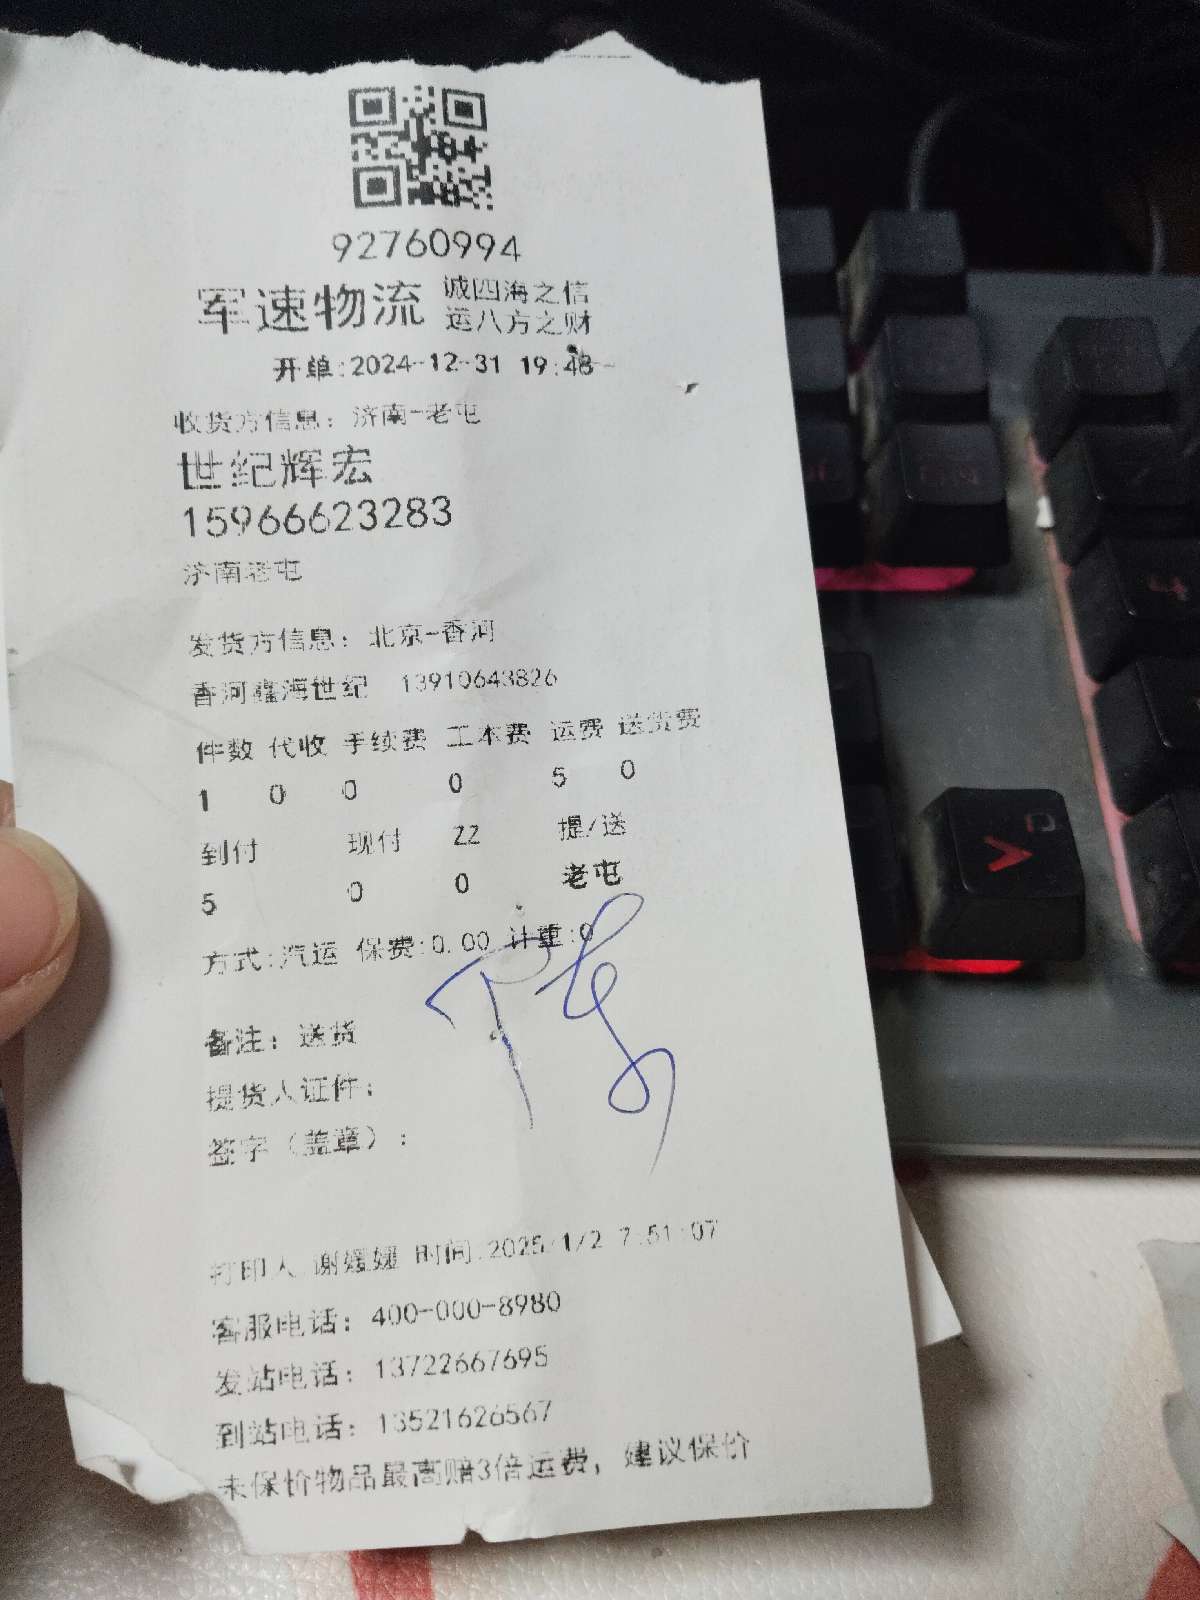 92760994
军速物流 诚四海之信
运八方之财
开单:2024-12-31 19:48
收货方信息: 济南-老屯
世纪辉宏
15966623283
济南老屯
发货方信息: 北京-香河
香河鑫海世纪 13910643826
件数 代收 手续费 工本费 运费 送货费
1 0 0 0 5 0
到付 现付 22 提/送
5 0 0 老屯
方式:汽运 保费:0.00 计重:0
备注: 送货
提货人证件:
签字(盖章):
打印人 谢媛媛 时间:2025/1/2 7:51:07
客服电话: 400-000-8980
发站电话: 13722667695
到站电话: 13521626567
未保价物品最高赔3倍运费, 建议保价